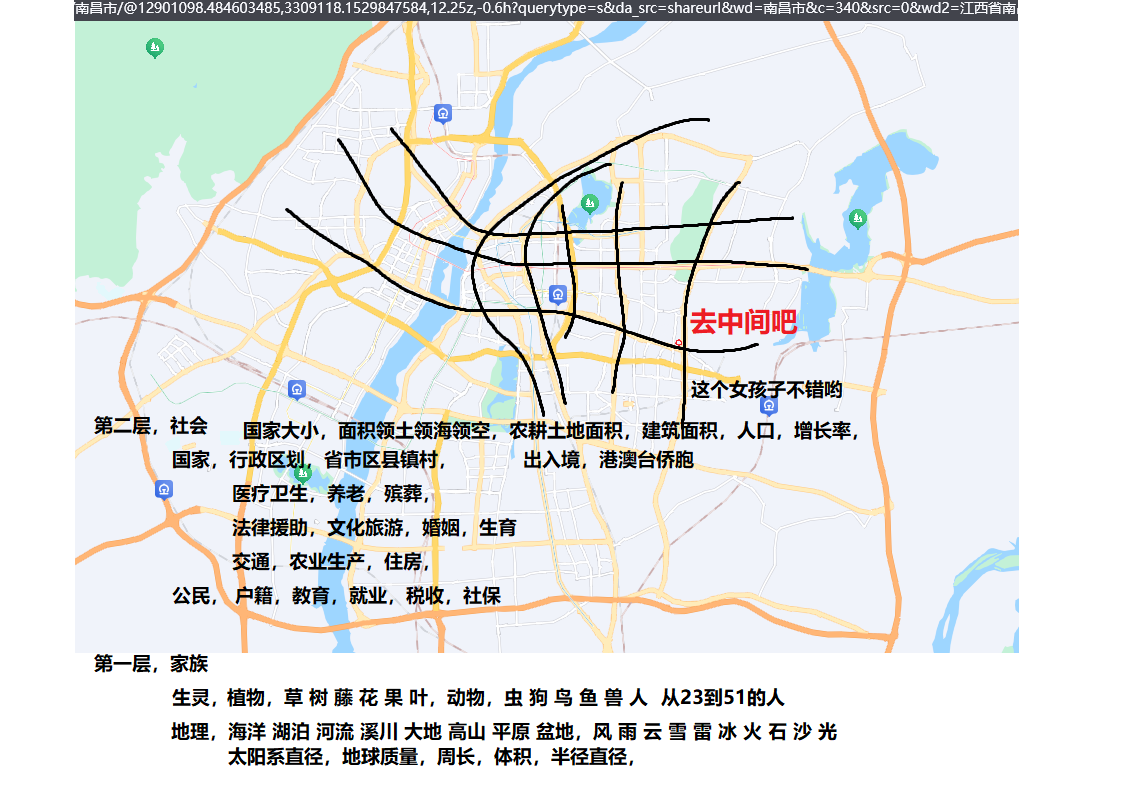 南昌市/@12901098.484603485,3309118.1529847584,12.25z,-0.6h?querytype=s&da_src=shareurl&wd=南昌市&c=340&src=0&wd2=江西省南
去中间吧
这个女孩子不错哟
第二层，社会 国家大小，面积领土领海领空，农耕土地面积，建筑面积，人口，增长率，
国家，行政区划，省市区县镇村， 出入境，港澳台侨胞
医疗卫生，养老，殡葬，
法律援助，文化旅游，婚姻，生育
交通，农业生产，住房，
公民， 户籍，教育，就业，税收，社保
第一层，家族
生灵，植物，草 树 藤 花 果 叶，动物，虫 狗 鸟 鱼 兽 人 从23到51的人
地理，海洋 湖泊 河流 溪川 大地 高山 平原 盆地，风 雨 云 雪 雷 冰 火 石 沙 光
太阳系直径，地球质量，周长，体积，半径直径，